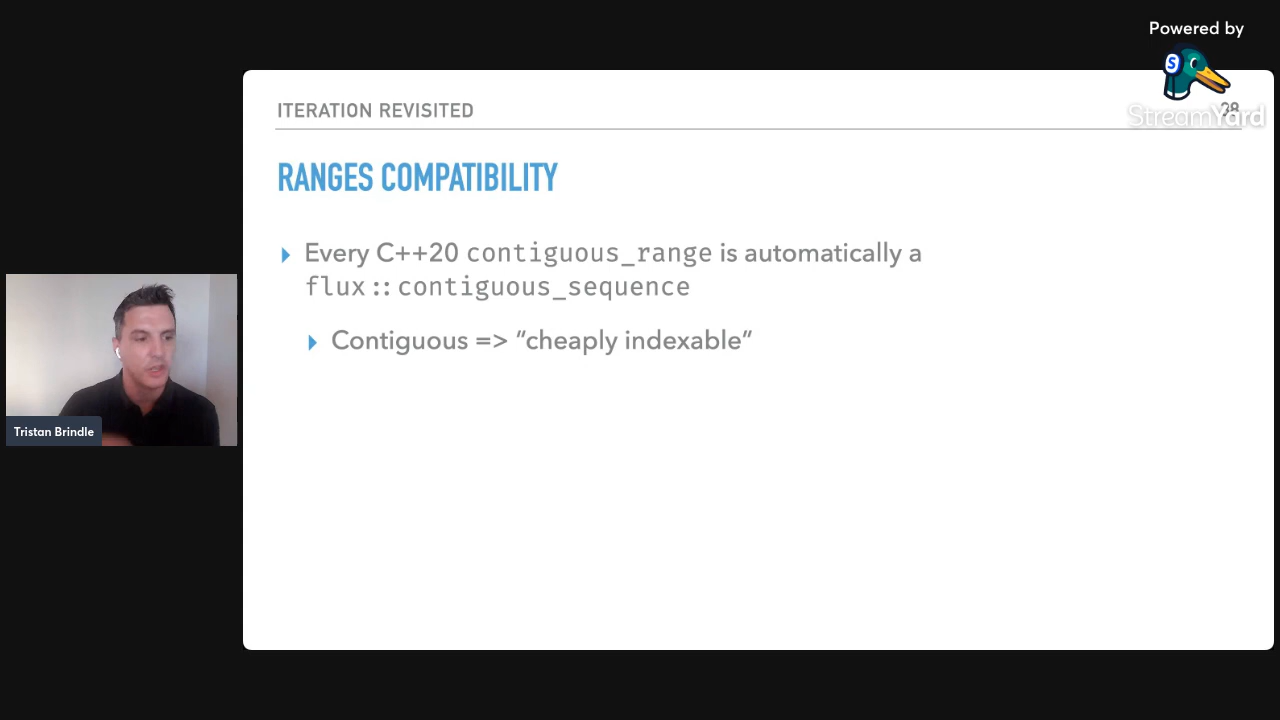 Powered by
S
StreamYard
ITERATION REVISITED
28
RANGES COMPATIBILITY
Every C++20 contiguous_range is automatically a
flux::contiguous_sequence
Contiguous => “cheaply indexable”
Tristan Brindle